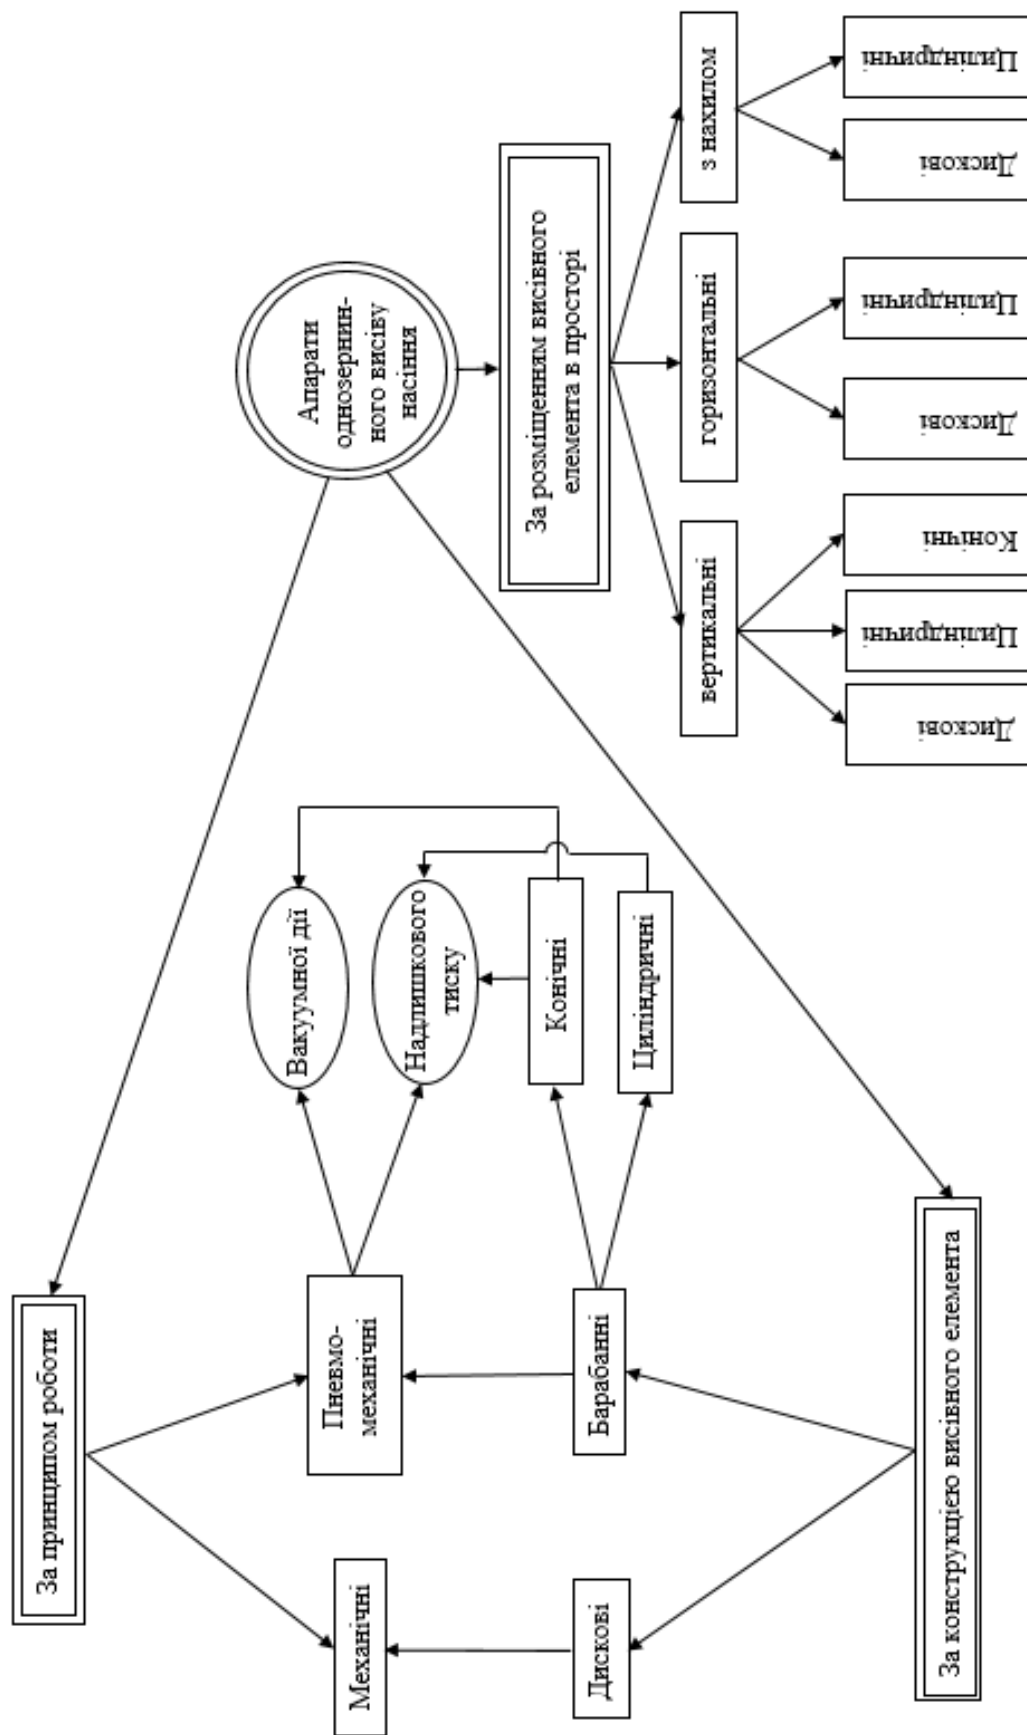 Апарати
однозернин-
ного висіву
насіння
За принципом роботи
Механічні
Пневмо-
механічні
Вакуумної дії
Надлишкового
тиску
Дискові
Барабанні
Конічні
Циліндричні
За конструкцією висівного елемента
За розміщенням висівного
елемента в просторі
вертикальні
горизонтальні
з нахилом
Дискові
Циліндричні
Конічні
Дискові
Циліндричні
Дискові
Циліндричні